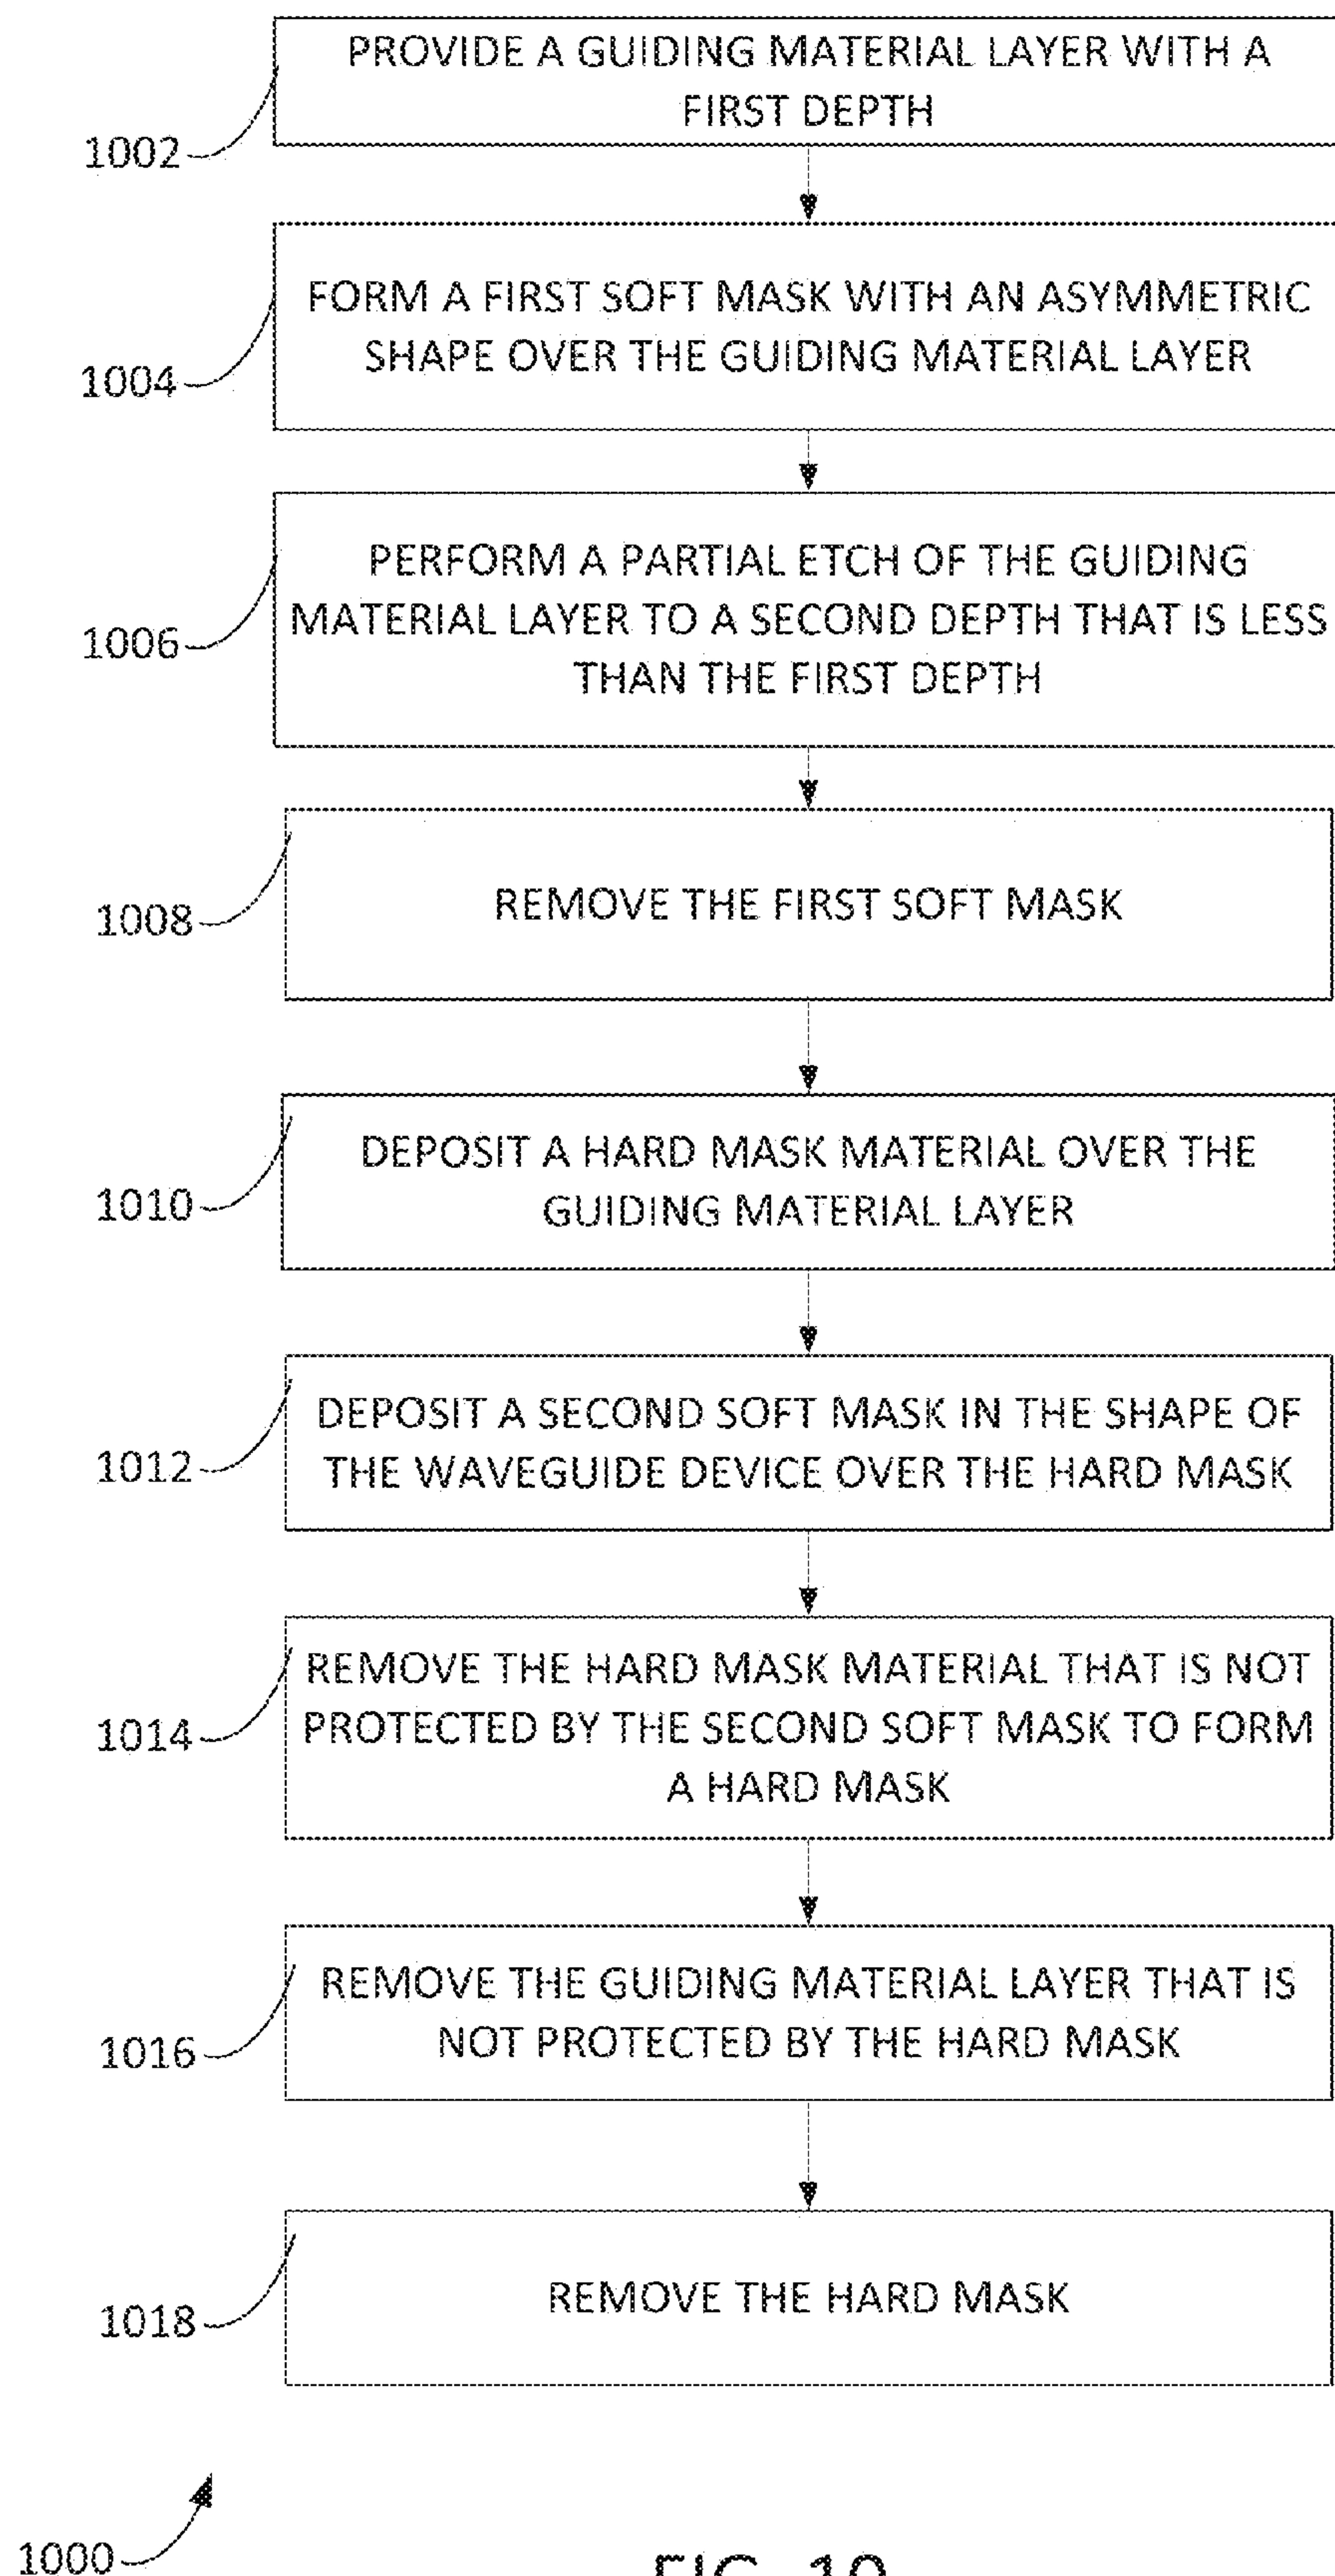 PROVIDE A GUIDING MATERIAL LAYER WITH A
FIRST DEPTH
1002
FORM A FIRST SOFT MASK WITH AN ASYMMETRIC
SHAPE OVER THE GUIDING MATERIAL LAYER
1004
PERFORM A PARTIAL ETCH OF THE GUIDING
MATERIAL LAYER TO A SECOND DEPTH THAT IS LESS
THAN THE FIRST DEPTH
1006
REMOVE THE FIRST SOFT MASK
1008
DEPOSIT A HARD MASK MATERIAL OVER THE
GUIDING MATERIAL LAYER
1010
DEPOSIT A SECOND SOFT MASK IN THE SHAPE OF
THE WAVEGUIDE DEVICE OVER THE HARD MASK
1012
REMOVE THE HARD MASK MATERIAL THAT IS NOT
PROTECTED BY THE SECOND SOFT MASK TO FORM
A HARD MASK
1014
REMOVE THE GUIDING MATERIAL LAYER THAT IS
NOT PROTECTED BY THE HARD MASK
1016
REMOVE THE HARD MASK
1018
1000
FIG. 10